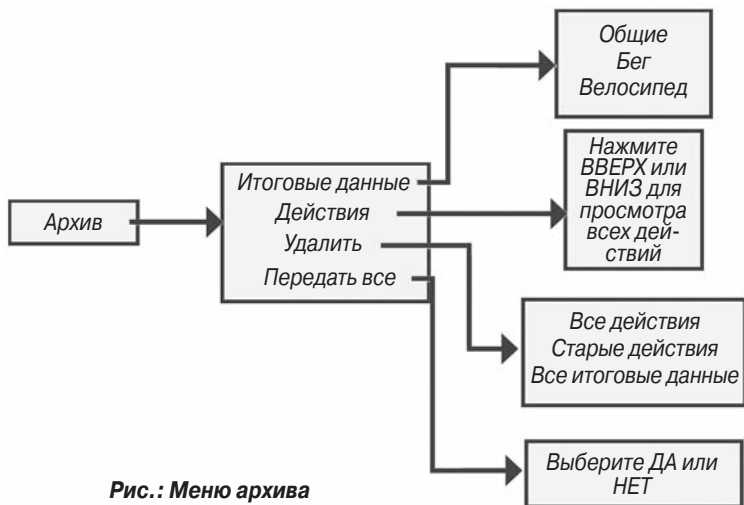 Общие
Бег
Велосипед
Нажмите
ВВЕРХ или
ВНИЗ для
просмотра
всех дей-
ствий
Архив
Итоговые данные
Действия
Удалить
Передать все
Все действия
Старые действия
Все итоговые данные
Выберите ДА или
НЕТ
Рис.: Меню архива